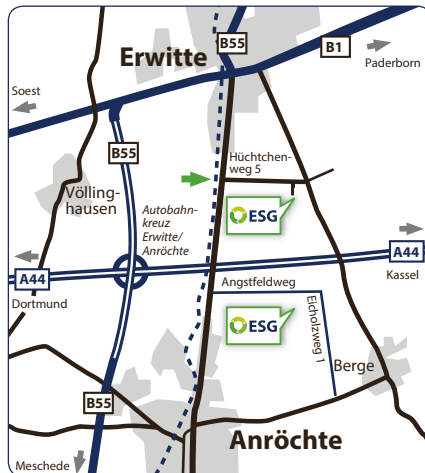 B55
B1
Erwitte
Paderborn
Soest
B55
Hüchtchen-
weg 5
Völling-
hausen
ESG
Autobahn-
kreuz
Erwitte/
Anröchte
A44
A44
Kassel
Dortmund
Angstfeldweg
Eicholzweg 1
ESG
Berge
B55
Anröchte
Meschede